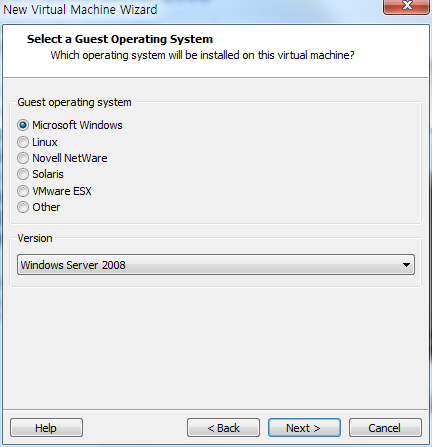 New Virtual Machine Wizard
Select a Guest Operating System
Which operating system will be installed on this virtual machine?
Guest operating system
Microsoft Windows
Linux
Novell NetWare
Solaris
VMware ESX
Other
Version
Windows Server 2008
Help
< Back
Next >
Cancel